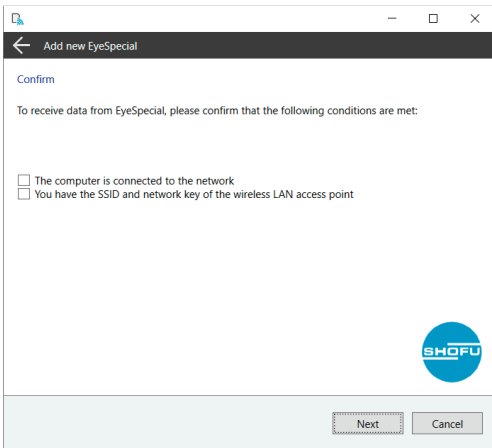 Add new EyeSpecial
Confirm
To receive data from EyeSpecial, please confirm that the following conditions are met:
The computer is connected to the network
You have the SSID and network key of the wireless LAN access point
SHOFU
Next Cancel